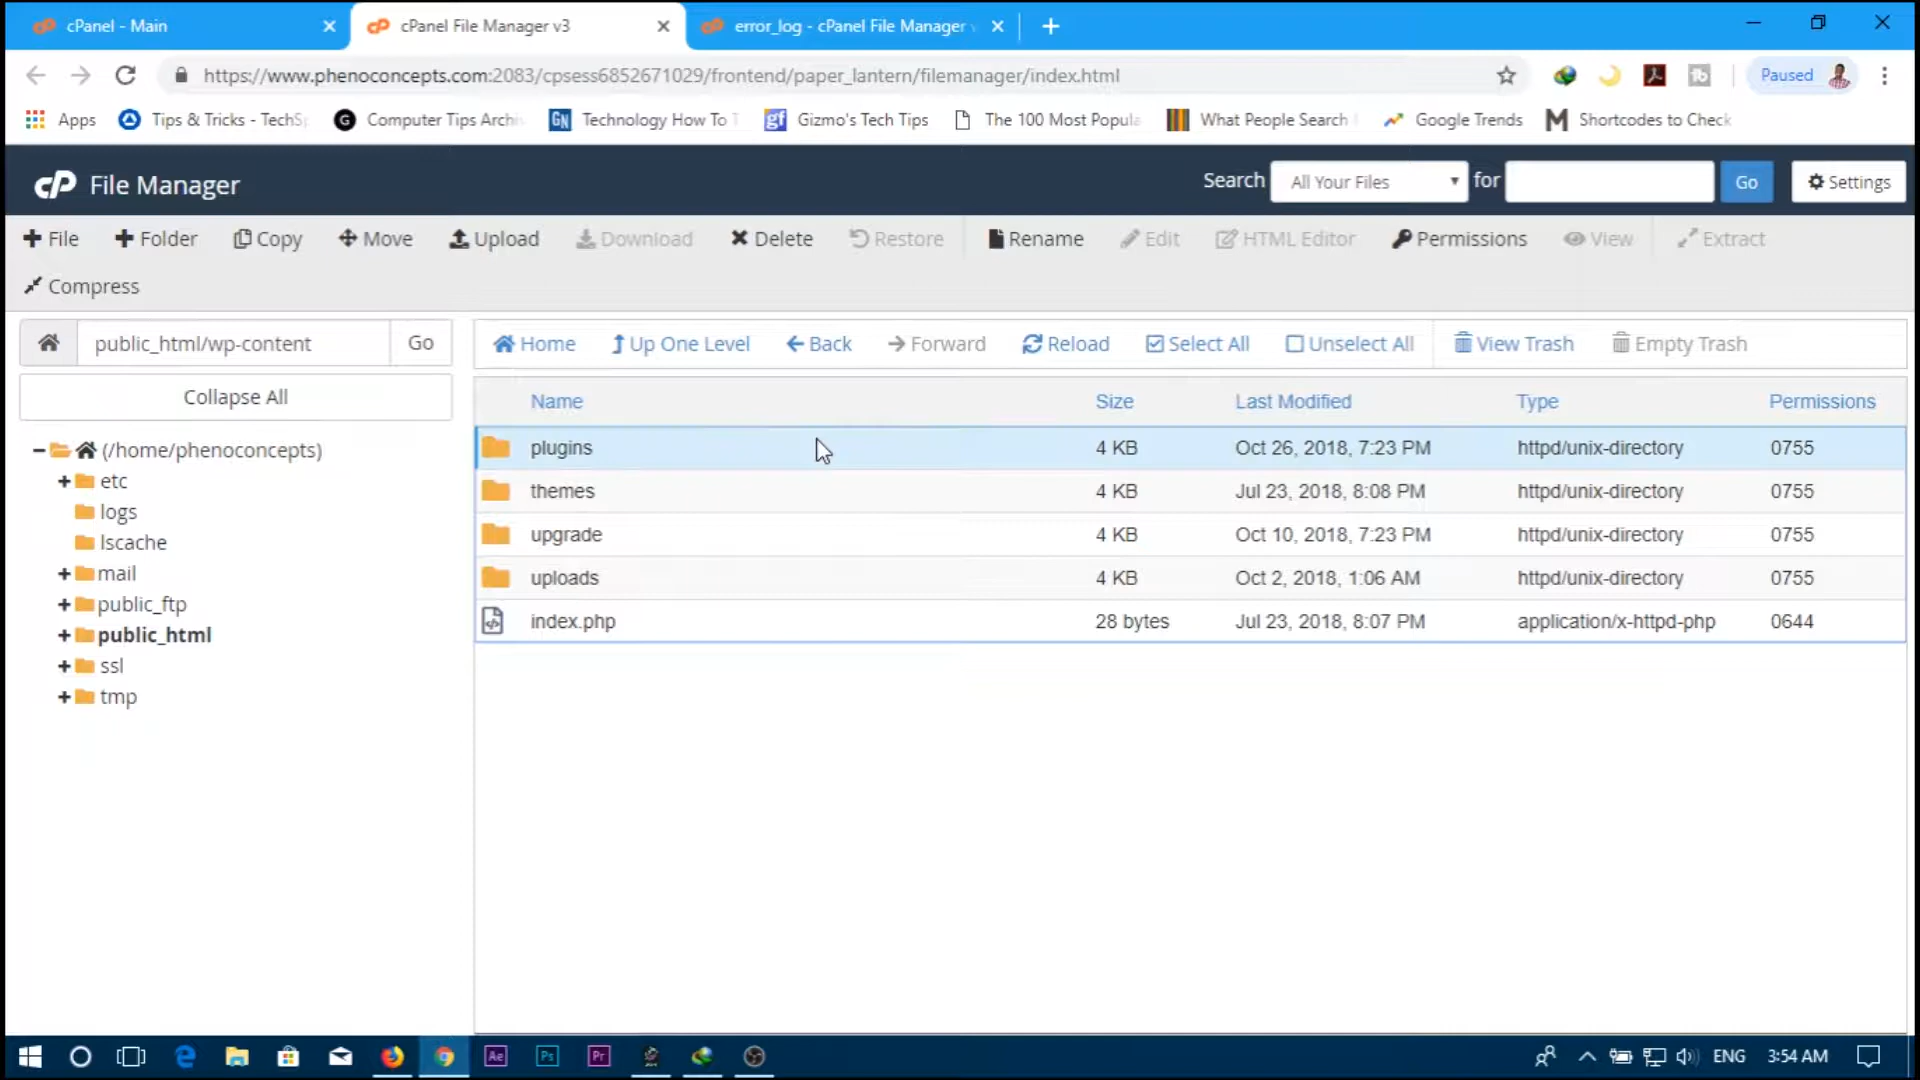 cPanel - Main
cPanel File Manager v3
error_log - cPanel File Manager
https://www.phenoconcepts.com:2083/cpsess6852671029/frontend/paper_lantern/filemanager/index.html
Paused
Apps
Tips & Tricks - TechS
Computer Tips Archi
GN Technology How To T
gf Gizmo's Tech Tips
The 100 Most Popula
What People Search
Google Trends
Shortcodes to Check
cP File Manager
Search All Your Files for Go Settings
File Folder Copy Move Upload Download Delete Restore Rename Edit HTML Editor Permissions View Extract
Compress
public_html/wp-content Go
Home Up One Level Back Forward Reload Select All Unselect All View Trash Empty Trash
Collapse All
(/home/phenoconcepts)
etc
logs
lscache
mail
public_ftp
public_html
ssl
tmp
Name Size Last Modified Type Permissions
plugins 4 KB Oct 26, 2018, 7:23 PM httpd/unix-directory 0755
themes 4 KB Jul 23, 2018, 8:08 PM httpd/unix-directory 0755
upgrade 4 KB Oct 10, 2018, 7:23 PM httpd/unix-directory 0755
uploads 4 KB Oct 2, 2018, 1:06 AM httpd/unix-directory 0755
index.php 28 bytes Jul 23, 2018, 8:07 PM application/x-httpd-php 0644
Ae Ps Pr ENG 3:54 AM